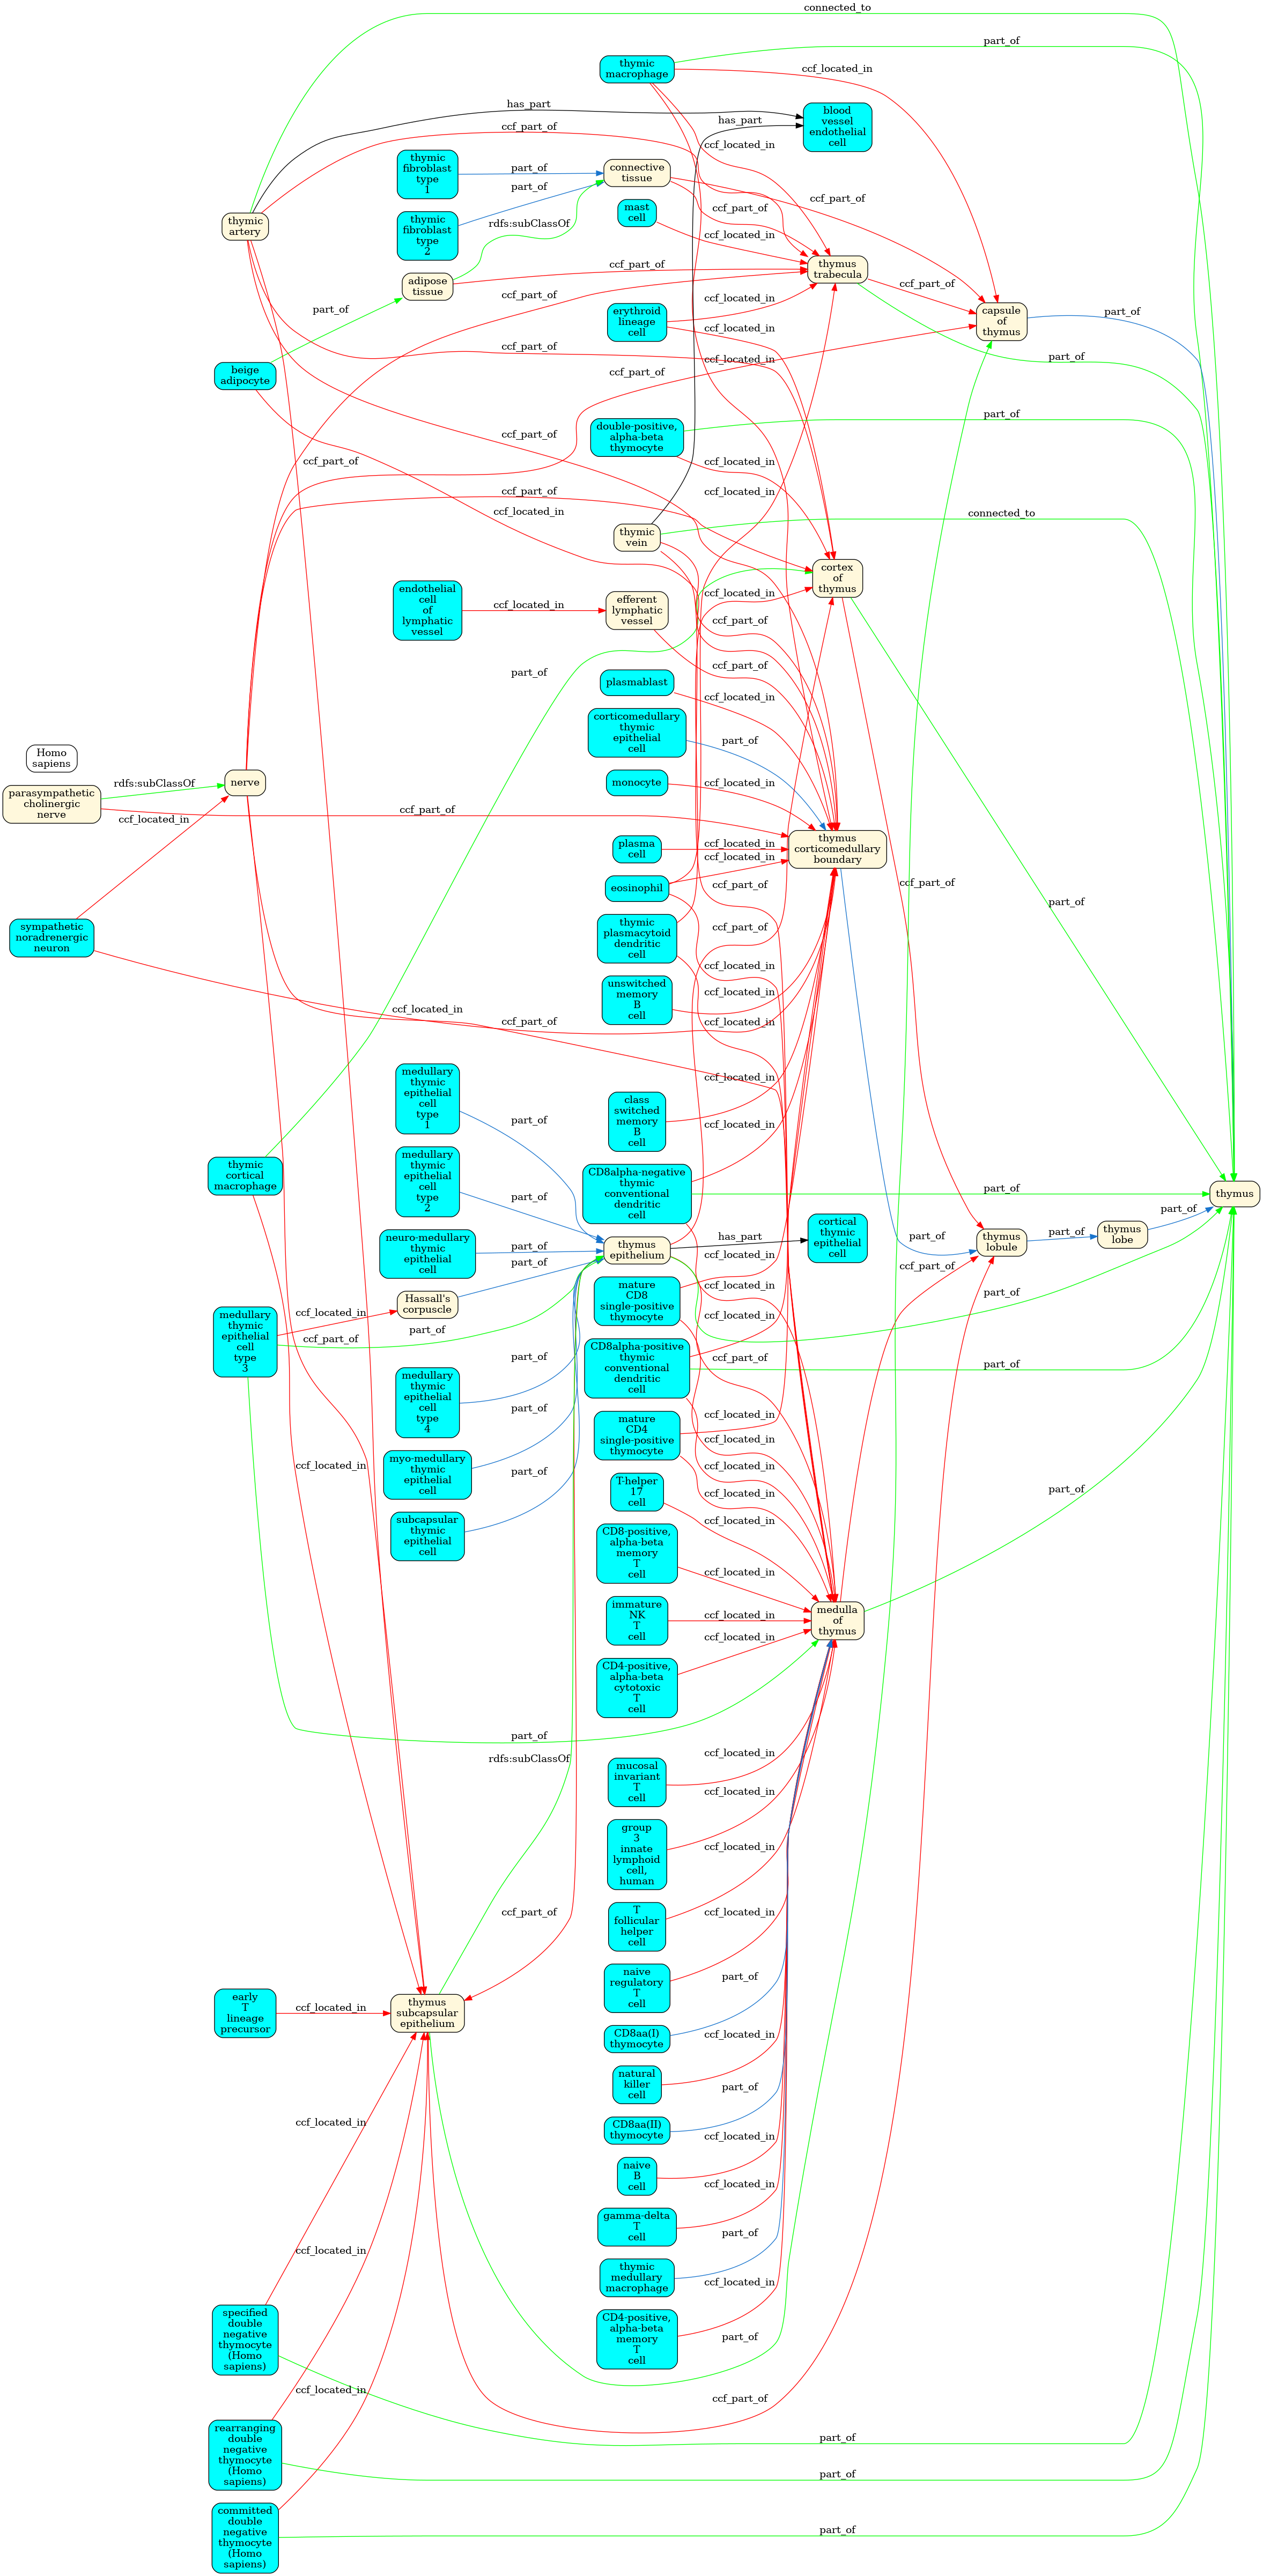 connected_to
part_of
thymic
macrophage
ccf_located_in
has_part
blood
vessel
endothelial
cell
has_part
ccf_part_of
ccf_located_in
thymic
fibroblast
type
1
part_of
connective
tissue
part_of
ccf_part_of
mast
cell
thymic
fibroblast
type
2
ccf_part_of
thymic
artery
rdfs:subClassOf
ccf_located_in
ccf_part_of
thymus
trabecula
adipose
tissue
ccf_part_of
ccf_part_of
ccf_located_in
part_of
erythroid
lineage
cell
capsule
of
thymus
part_of
ccf_located_in
ccf_part_of
ccf_located_in
part_of
beige
adipocyte
ccf_part_of
part_of
double-positive,
alpha-beta
thymocyte
ccf_part_of
ccf_part_of
ccf_located_in
ccf_part_of
ccf_located_in
ccf_located_in
connected_to
thymic
vein
cortex
of
thymus
endothelial
cell
of
lymphatic
vessel
ccf_located_in
efferent
lymphatic
vessel
ccf_located_in
ccf_part_of
part_of
ccf_part_of
plasmablast
ccf_located_in
corticomedullary
thymic
epithelial
cell
part_of
Homo
sapiens
nerve
rdfs:subClassOf
monocyte
ccf_located_in
parasympathetic
cholinergic
nerve
ccf_part_of
ccf_located_in
thymus
corticomedullary
boundary
plasma
cell
ccf_located_in
ccf_located_in
eosinophil
ccf_part_of
ccf_part_of
part_of
sympathetic
noradrenergic
neuron
thymic
plasmacytoid
dendritic
cell
ccf_part_of
ccf_located_in
unswitched
memory
B
cell
ccf_located_in
ccf_located_in
ccf_part_of
ccf_located_in
medullary
thymic
epithelial
cell
type
1
ccf_located_in
class
switched
memory
B
cell
part_of
ccf_located_in
thymic
cortical
macrophage
medullary
thymic
epithelial
cell
type
2
part_of
CD8alpha-negative
thymic
conventional
dendritic
cell
part_of
thymus
part_of
cortical
thymic
epithelial
cell
neuro-medullary
thymic
epithelial
cell
part_of
thymus
epithelium
has_part
part_of
thymus
lobule
part_of
thymus
lobe
part_of
ccf_located_in
ccf_part_of
Hassall's
corpuscle
part_of
mature
CD8
single-positive
thymocyte
ccf_located_in
part_of
medullary
thymic
epithelial
cell
type
3
ccf_located_in
ccf_part_of
part_of
ccf_located_in
CD8alpha-positive
thymic
conventional
dendritic
cell
ccf_part_of
part_of
part_of
medullary
thymic
epithelial
cell
type
4
part_of
mature
CD4
single-positive
thymocyte
ccf_located_in
ccf_located_in
ccf_located_in
myo-medullary
thymic
epithelial
cell
part_of
ccf_located_in
ccf_located_in
T-helper
17
cell
ccf_located_in
part_of
subcapsular
thymic
epithelial
cell
CD8-positive,
alpha-beta
memory
T
cell
ccf_located_in
immature
NK
T
cell
ccf_located_in
medulla
of
thymus
ccf_located_in
CD4-positive,
alpha-beta
cytotoxic
T
cell
part_of
rdfs:subClassOf
mucosal
invariant
T
cell
ccf_located_in
ccf_located_in
group
3
innate
lymphoid
cell,
human
ccf_located_in
ccf_part_of
T
follicular
helper
cell
ccf_located_in
naive
regulatory
T
cell
part_of
early
T
lineage
precursor
ccf_located_in
thymus
subcapsular
epithelium
CD8aa(I)
thymocyte
ccf_located_in
natural
killer
cell
part_of
CD8aa(II)
thymocyte
ccf_located_in
ccf_located_in
naive
B
cell
ccf_located_in
gamma-delta
T
cell
part_of
ccf_located_in
thymic
medullary
macrophage
ccf_located_in
specified
double
negative
thymocyte
(Homo
sapiens)
CD4-positive,
alpha-beta
memory
T
cell
part_of
ccf_located_in
ccf_part_of
part_of
rearranging
double
negative
thymocyte
(Homo
sapiens)
part_of
committed
double
negative
thymocyte
(Homo
sapiens)
part_of